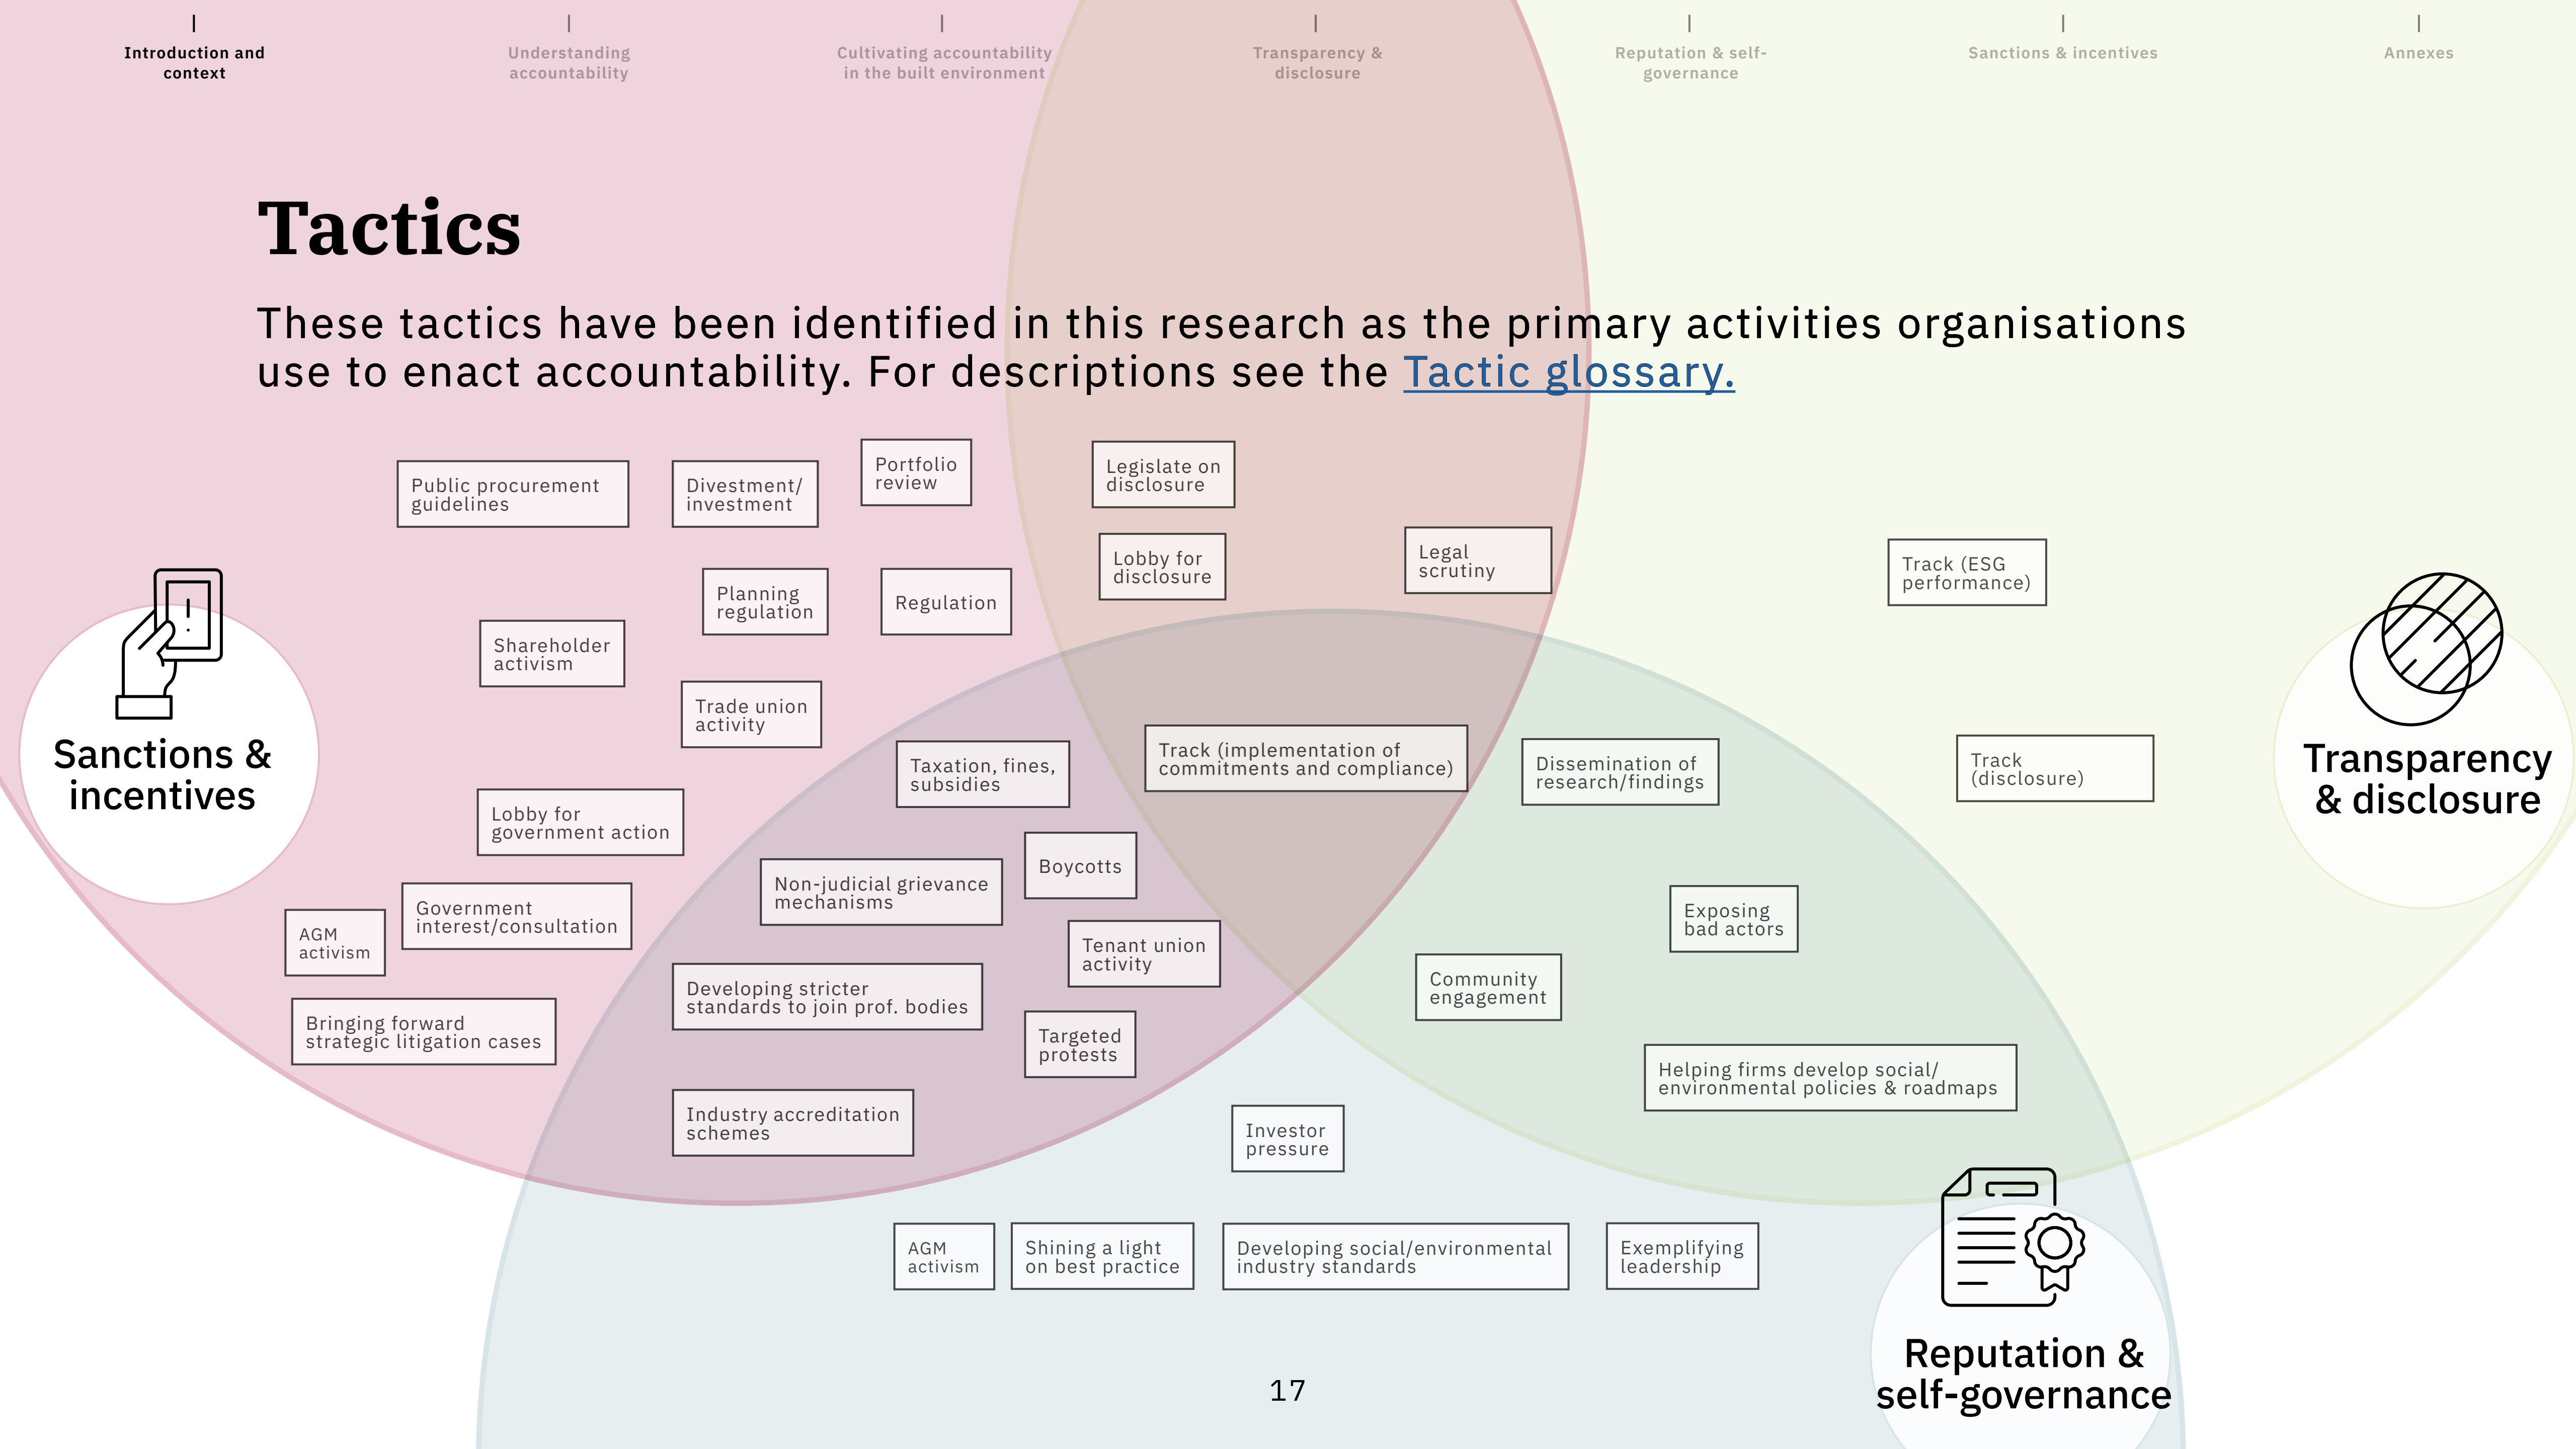 Introduction and
context
Understanding
accountability
Cultivating accountability
in the built environment
Transparency &
disclosure
Reputation & self-
governance
Sanctions & incentives
Annexes
Tactics
These tactics have been identified in this research as the primary activities organisations
use to enact accountability. For descriptions see the Tactic glossary.
Public procurement
guidelines
Divestment/
investment
Portfolio
review
Legislate on
disclosure
Lobby for
disclosure
Legal
scrutiny
Track (ESG
performance)
Planning
regulation
Regulation
Shareholder
activism
Trade union
activity
Sanctions &
incentives
Transparency
& disclosure
Taxation, fines,
subsidies
Track (implementation of
commitments and compliance)
Dissemination of
research/findings
Track
(disclosure)
Lobby for
government action
Boycotts
Non-judicial grievance
mechanisms
Government
interest/consultation
AGM
activism
Tenant union
activity
Exposing
bad actors
Community
engagement
Developing stricter
standards to join prof. bodies
Bringing forward
strategic litigation cases
Targeted
protests
Helping firms develop social/
environmental policies & roadmaps
Industry accreditation
schemes
Investor
pressure
AGM
activism
Shining a light
on best practice
Developing social/environmental
industry standards
Exemplifying
leadership
Reputation &
self-governance
17